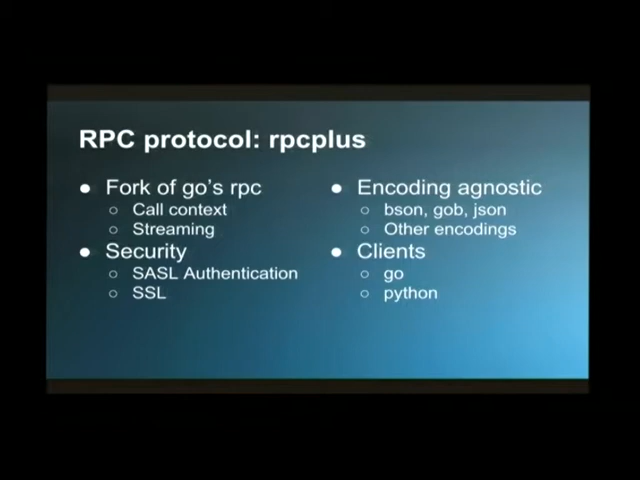 RPC protocol: rpcplus
● Fork of go's rpc
○ Call context
○ Streaming
● Security
○ SASL Authentication
○ SSL
● Encoding agnostic
○ bson, gob, json
○ Other encodings
● Clients
○ go
○ python